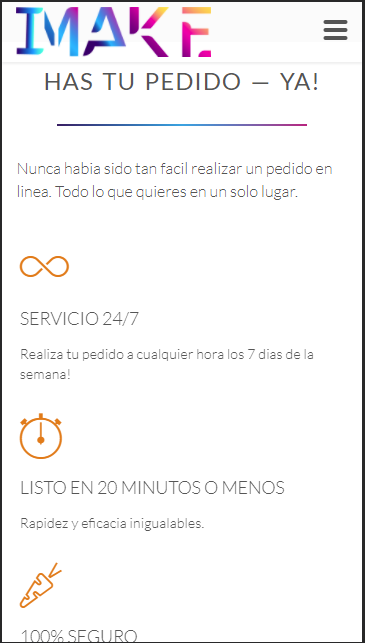 IMAKE
HAS TU PEDIDO — YA!
Nunca habia sido tan facil realizar un pedido en
linea. Todo lo que quieres en un solo lugar.
SERVICIO 24/7
Realiza tu pedido a cualquier hora los 7 dias de la
semana!
LISTO EN 20 MINUTOS O MENOS
Rapidez y eficacia inigualables.
100% SEGURO